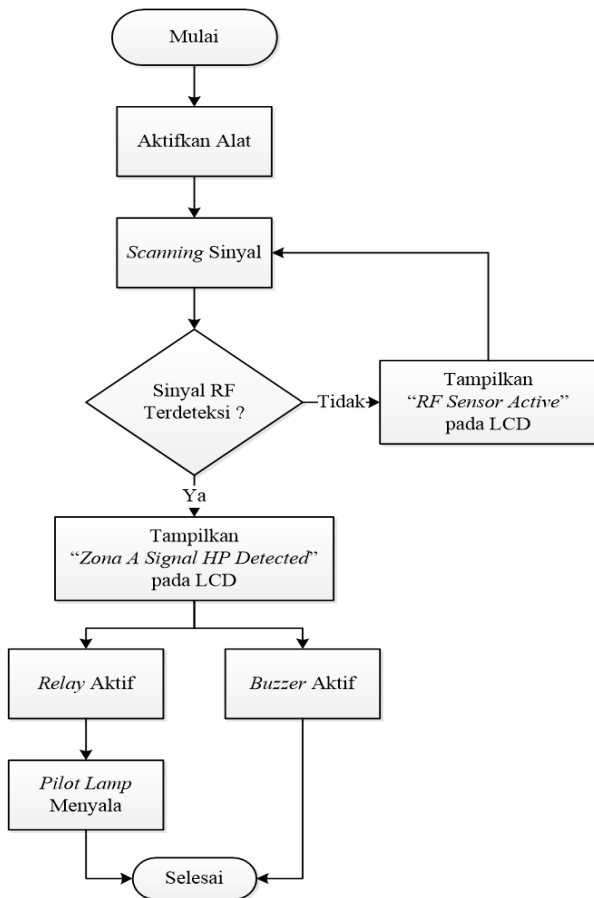 Mulai
Aktifkan Alat
Scanning Sinyal
Sinyal RF
Terdeteksi ?
Tidak
Tampilkan
“RF Sensor Active”
pada LCD
Ya
Tampilkan
“Zona A Signal HP Detected”
pada LCD
Relay Aktif
Buzzer Aktif
Pilot Lamp
Menyala
Selesai